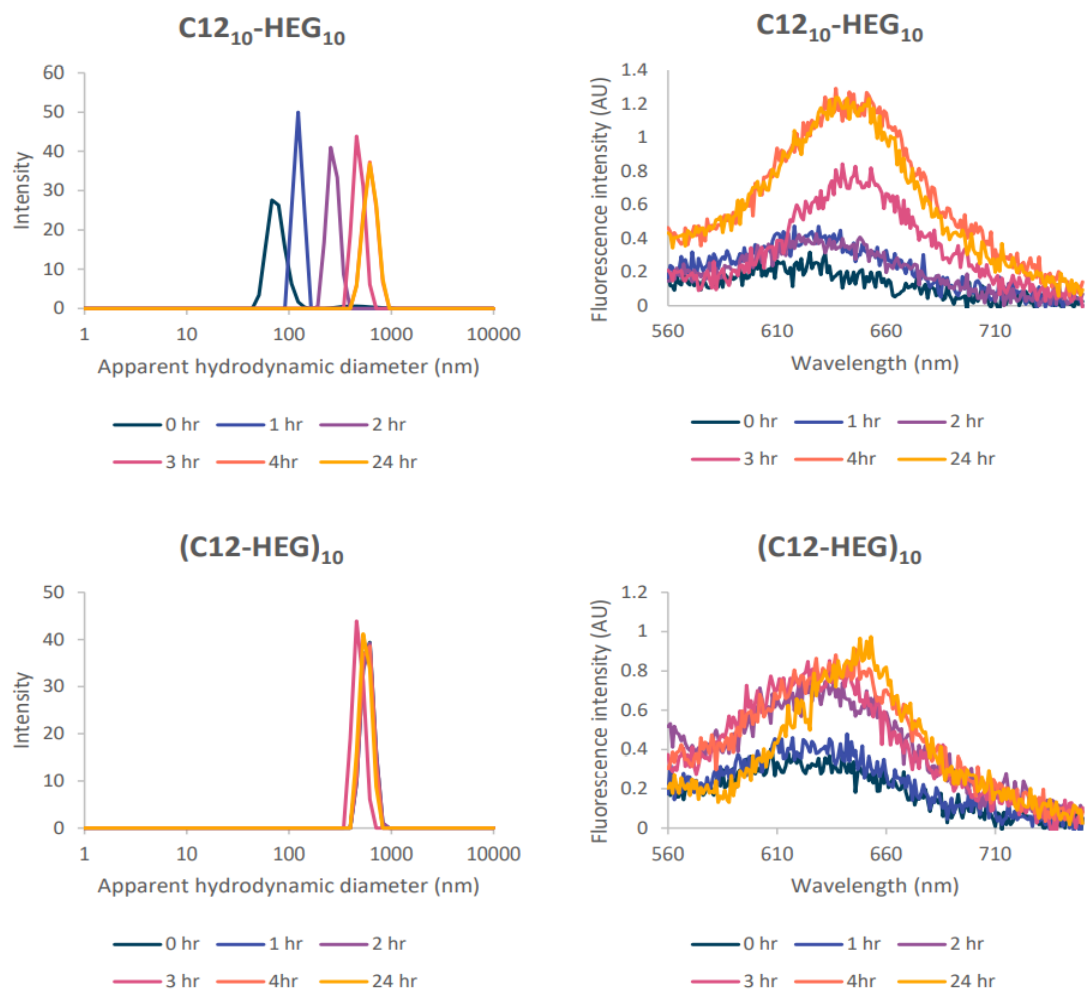 C12₁₀-HEG₁₀
60
50
40
30
20
10
0
Intensity
1 10 100 1000 10000
Apparent hydrodynamic diameter (nm)
0 hr 1 hr 2 hr
3 hr 4hr 24 hr
C12₁₀-HEG₁₀
1.4
1.2
1
0.8
0.6
0.4
0.2
0
Fluorescence intensity (AU)
560 610 660 710
Wavelength (nm)
0 hr 1 hr 2 hr
3 hr 4hr 24 hr
(C12-HEG)₁₀
50
40
30
20
10
0
Intensity
1 10 100 1000 10000
Apparent hydrodynamic diameter (nm)
0 hr 1 hr 2 hr
3 hr 4hr 24 hr
(C12-HEG)₁₀
1.2
1
0.8
0.6
0.4
0.2
0
Fluorescence intensity (AU)
560 610 660 710
Wavelength (nm)
0 hr 1 hr 2 hr
3 hr 4hr 24 hr